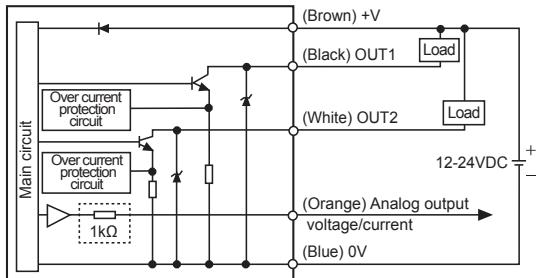 (Brown) +V
(Black) OUT1
Load
Over current
protection
circuit
(White) OUT2
Load
Main circuit
Over current
protection
circuit
12-24VDC
+
−
(Orange) Analog output
voltage/current
1kΩ
(Blue) 0V